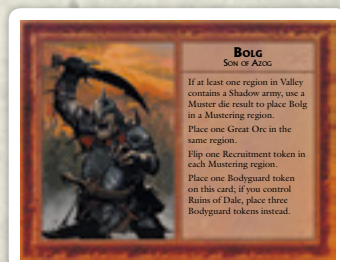 BOLG
SON OF AZOG
If at least one region in Valley
contains a Shadow army, use a
Muster die result to place Bolg
in a Mustering region.
Place one Great Orc in the
same region.
Flip one Recruitment token in
each Mustering region.
Place one Bodyguard token
on this card; if you control
Ruins of Dale, place three
Bodyguard tokens instead.